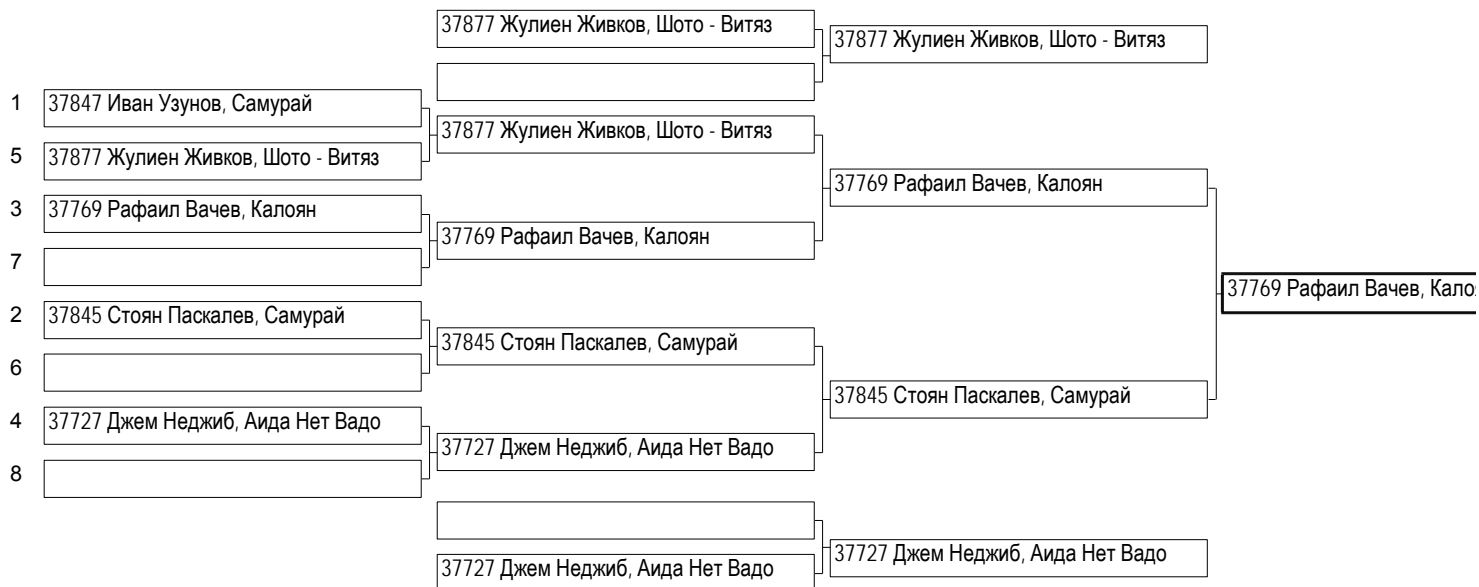 37877 Жулиен Живков, Шото - Витяз
37877 Жулиен Живков, Шото - Витяз
1 37847 Иван Узунов, Самурай
37877 Жулиен Живков, Шото - Витяз
5 37877 Жулиен Живков, Шото - Витяз
37769 Рафаил Вачев, Калоян
3 37769 Рафаил Вачев, Калоян
37769 Рафаил Вачев, Калоян
7
37769 Рафаил Вачев, Кало
2 37845 Стоян Паскалев, Самурай
37845 Стоян Паскалев, Самурай
6
37845 Стоян Паскалев, Самурай
4 37727 Джем Неджиб, Аида Нет Вадо
37727 Джем Неджиб, Аида Нет Вадо
8
37727 Джем Неджиб, Аида Нет Вадо
37727 Джем Неджиб, Аида Нет Вадо